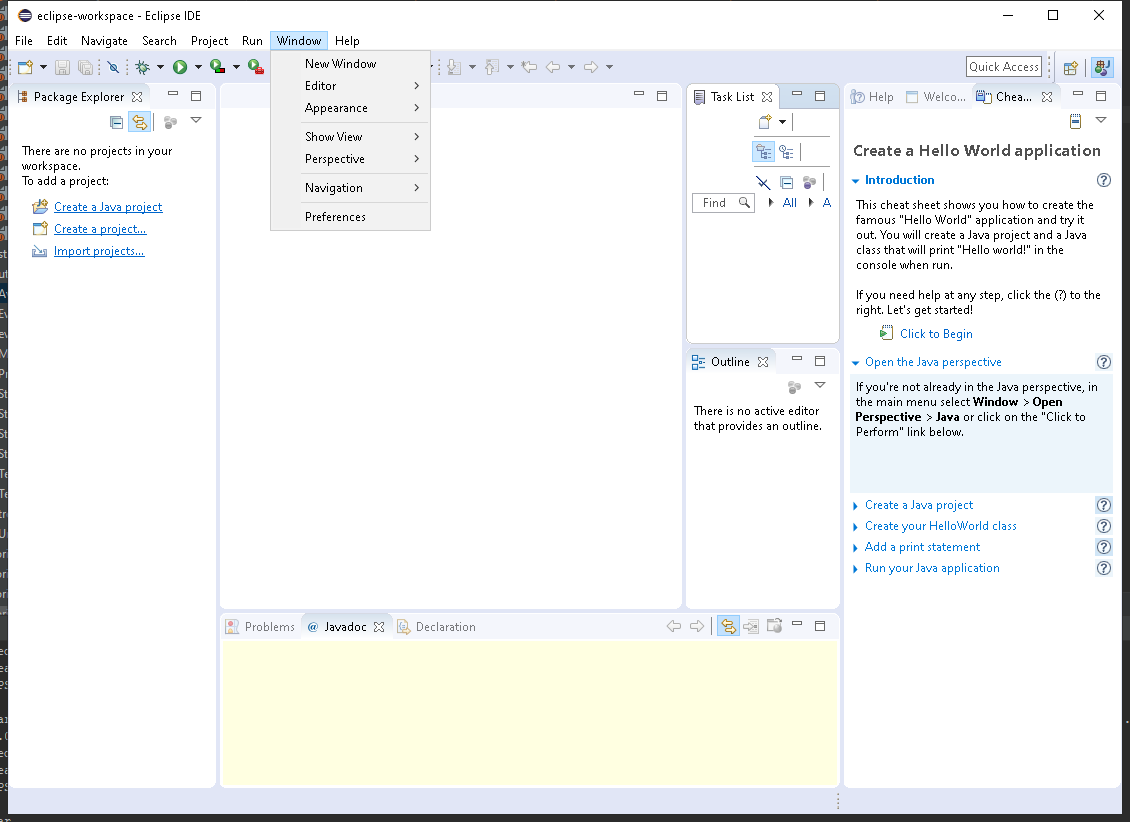 eclipse-workspace - Eclipse IDE
File Edit Navigate Search Project Run Window Help
New Window
Editor
Appearance
Show View
Perspective
Navigation
Preferences
Quick Access
Package Explorer
There are no projects in your
workspace.
To add a project:
Create a Java project
Create a project...
Import projects...
Task List
Find
All
A
Outline
There is no active editor
that provides an outline.
Help Welco... Chea...
Create a Hello World application
Introduction
This cheat sheet shows you how to create the
famous "Hello World" application and try it
out. You will create a Java project and a Java
class that will print "Hello world!" in the
console when run.
If you need help at any step, click the (?) to the
right. Let's get started!
Click to Begin
Open the Java perspective
If you're not already in the Java perspective, in
the main menu select Window > Open
Perspective > Java or click on the "Click to
Perform" link below.
Create a Java project
Create your HelloWorld class
Add a print statement
Run your Java application
Problems @ Javadoc Declaration